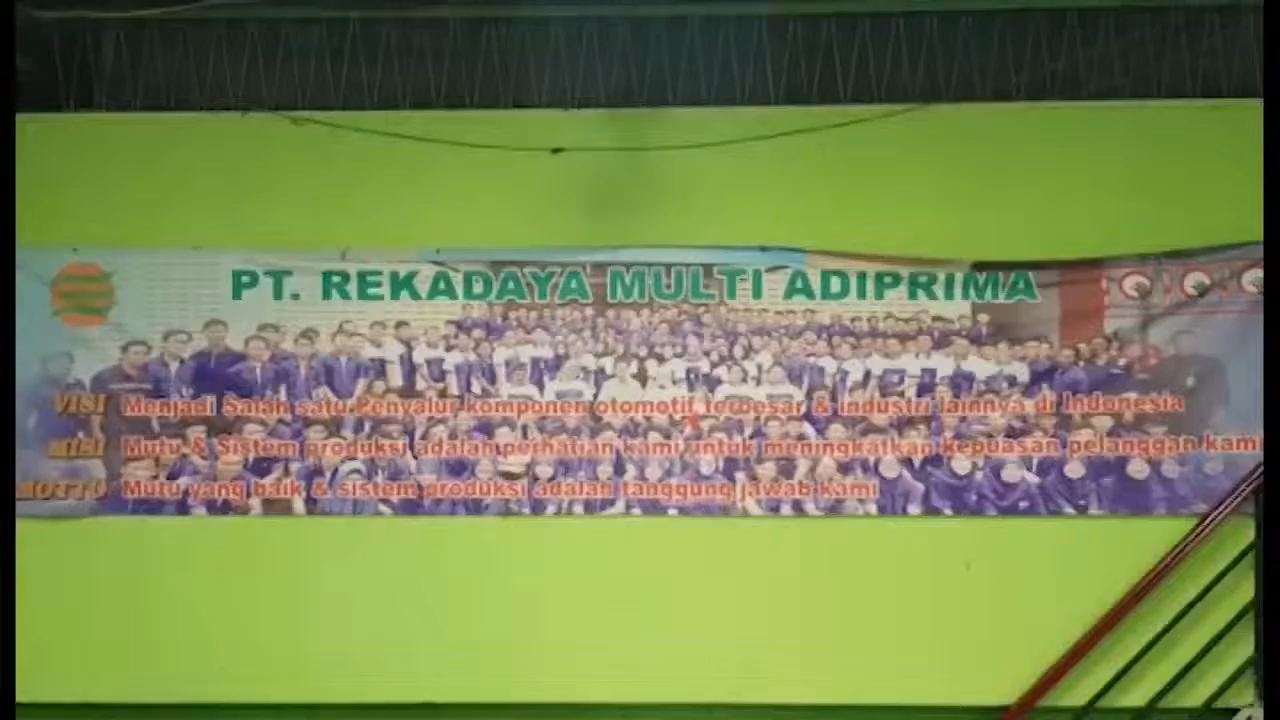 PT. REKADAYA MULTI ADIPRIMA
VISI Menjadi Salah satu Penyalur komponen otomotif terbesar & Industri lainnya di Indonesia
MISI Mutu & Sistem produksi adalah perhatian kami untuk meningkatkan kepuasan pelanggan kami
MOTTO Mutu yang baik & sistem produksi adalah tanggung jawab kami